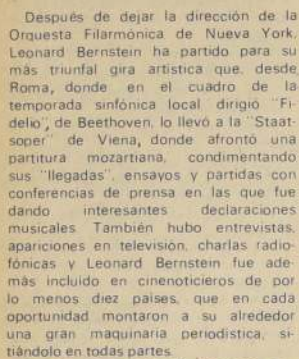 Después de dejar la dirección de la
Orquesta Filarmónica de Nueva York,
Leonard Bernstein ha partido para su
más triunfal gira artística que, desde
Roma, donde en el cuadro de la
temporada sinfónica local dirigió "Fi-
delio", de Beethoven, lo llevó a la "Staat-
soper" de Viena, donde afrontó una
partitura mozartiana, condimentando
sus "llegadas", ensayos y partidas con
conferencias de prensa en las que fue
dando interesantes declaraciones
musicales. También hubo entrevistas,
apariciones en televisión, charlas radio-
fónicas y Leonard Bernstein fue ade-
más incluido en cinenoticieros de por
lo menos diez países, que en cada
oportunidad montaron a su alrededor
una gran maquinaria periodística, si-
tiándolo en todas partes.